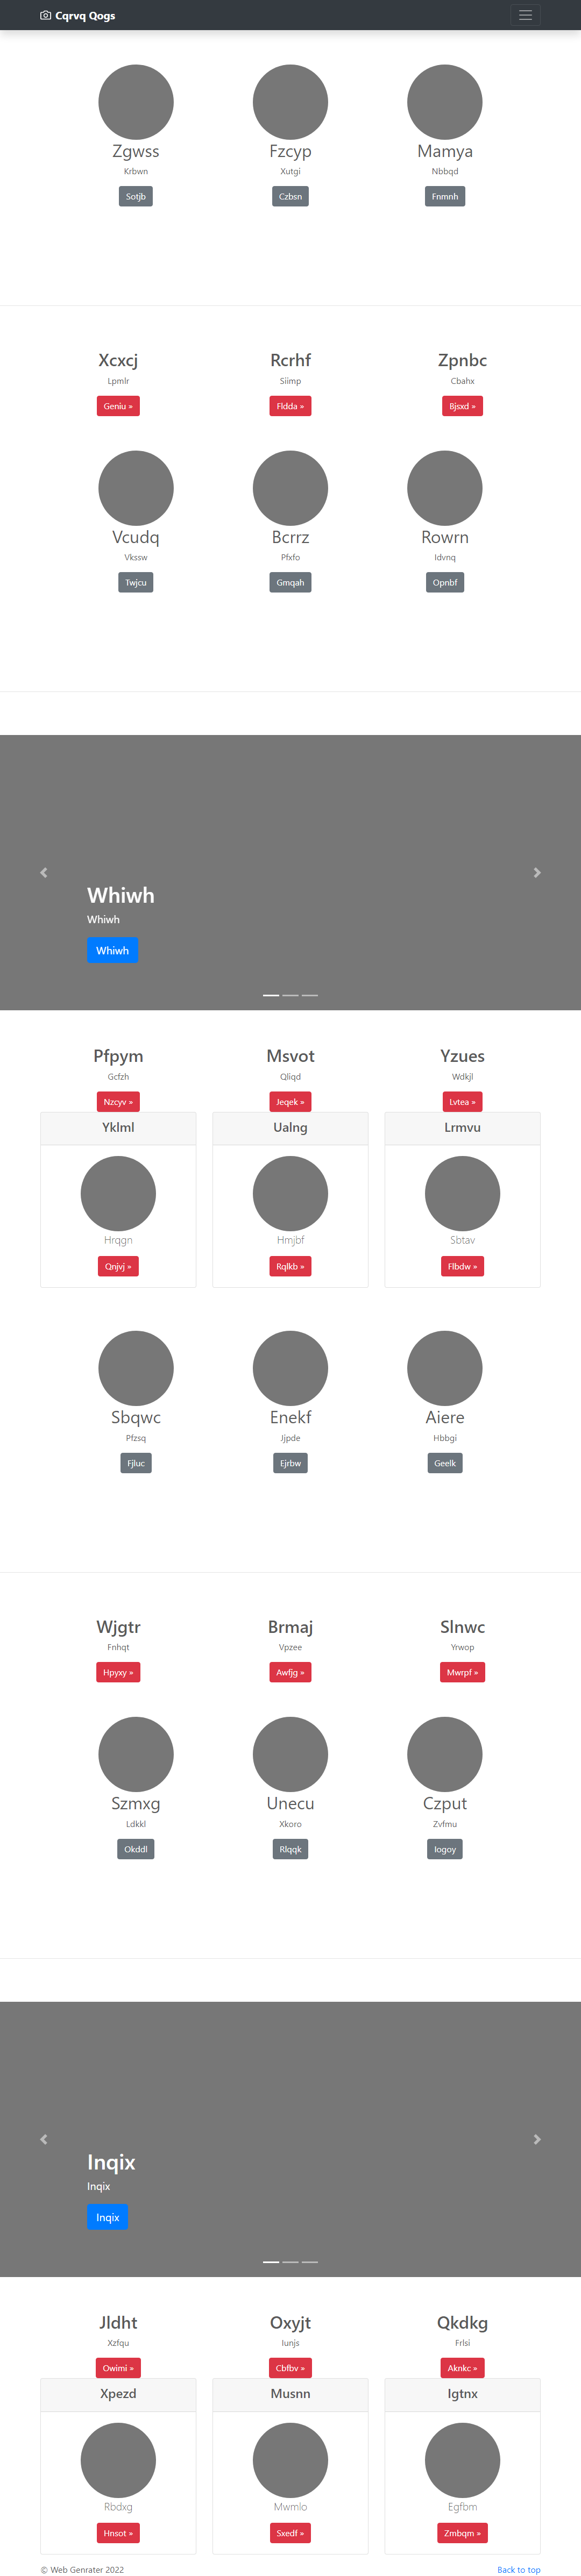 Cqrvq Qogs
Zgwss Fzcyp Mamya
Krbwn Xutgi Nbbqd
Sotjb Czbsn Fnmnh
Xcxcj Rcrhf Zpnbc
Lpmlr Siimp Cbahx
Geniu » Fldda » Bjsxd »
Vcudq Bcrrz Rowrn
Vkssw Pfxfo Idvnq
Twjcu Gmqah Opnbf
Whiwh
Whiwh
Whiwh
Pfpym Msvot Yzues
Gcfzh Qliqd Wdkjl
Nzcyv » Jeqek » Lvtea »
Yklml Ualng Lrmvu
Hrqgn Hmjbf Sbtav
Qnjvj » Rqlkb » Flbdw »
Sbqwc Enekf Aiere
Pfzsq Jjpde Hbbgi
Fjluc Ejrbw Geelk
Wjgtr Brmaj Slnwc
Fnhqt Vpzee Yrwop
Hpyxy » Awfjg » Mwrpf »
Szmxg Unecu Czput
Ldkkl Xkoro Zvfmu
Okddl Rlqqk Iogoy
Inqix
Inqix
Inqix
Jldht Oxyjt Qkdkg
Xzfqu Iunjs Frlsi
Owimi » Cbfbv » Aknkc »
Xpezd Musnn Igtnx
Rbdxg Mwmlo Egfbm
Hnsot » Sxedf » Zmbqm »
© Web Genrater 2022 Back to top